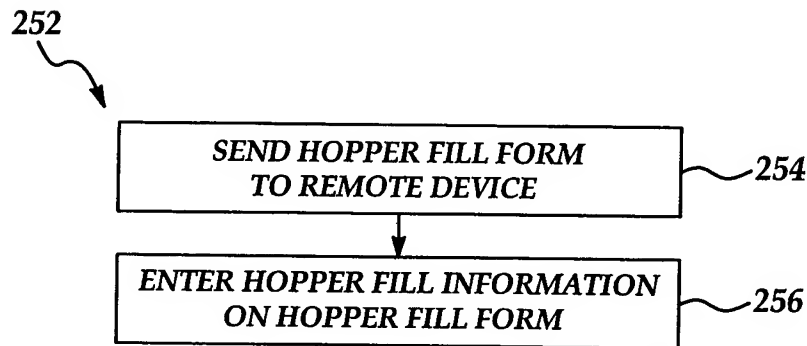 252
SEND HOPPER FILL FORM
TO REMOTE DEVICE
254
ENTER HOPPER FILL INFORMATION
ON HOPPER FILL FORM
256